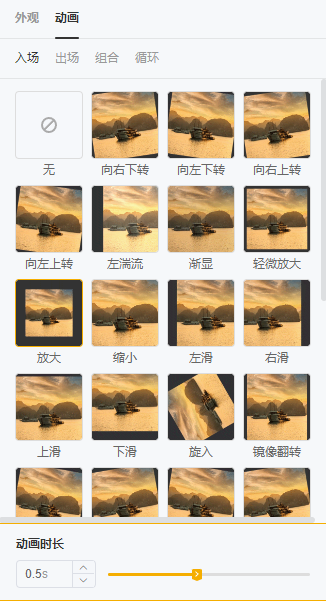 外观 动画
入场 出场 组合 循环
无 向右下转 向左下转 向右上转
向左上转 左湍流 渐显 轻微放大
放大 缩小 左滑 右滑
上滑 下滑 旋入 镜像翻转
动画时长
0.5s